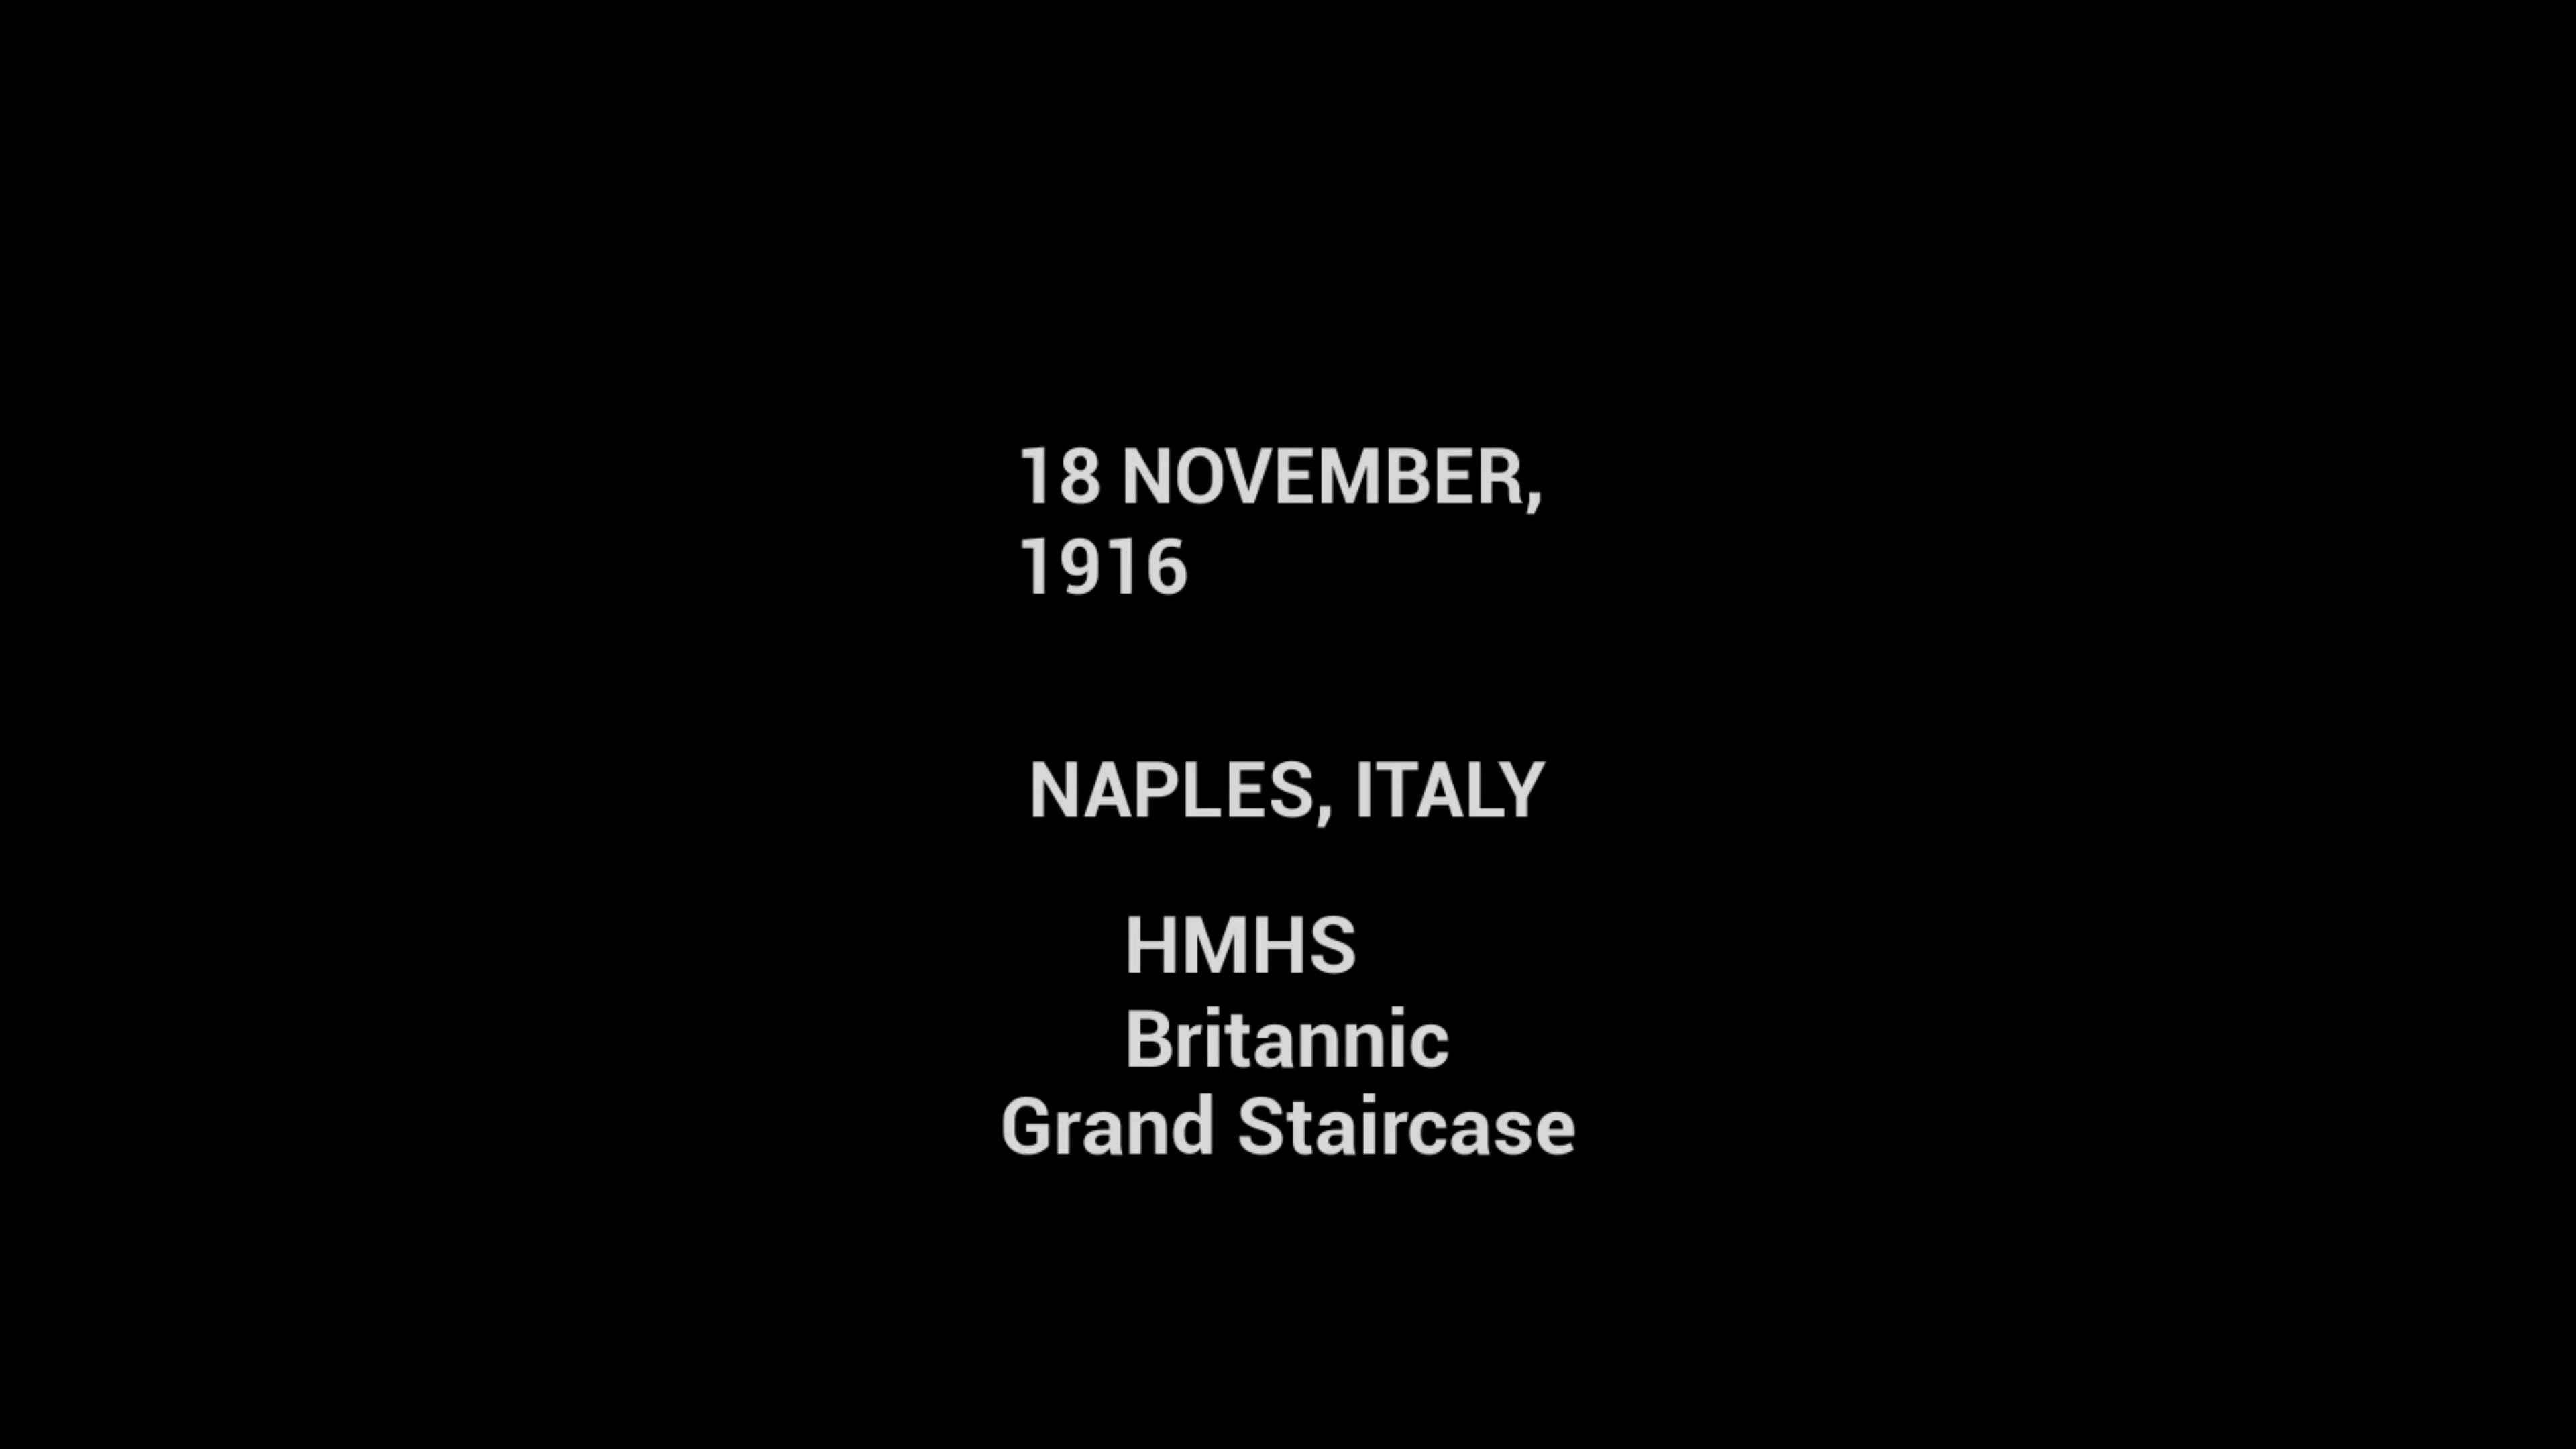 18 NOVEMBER,
1916
NAPLES, ITALY
HMHS
Britannic
Grand Staircase